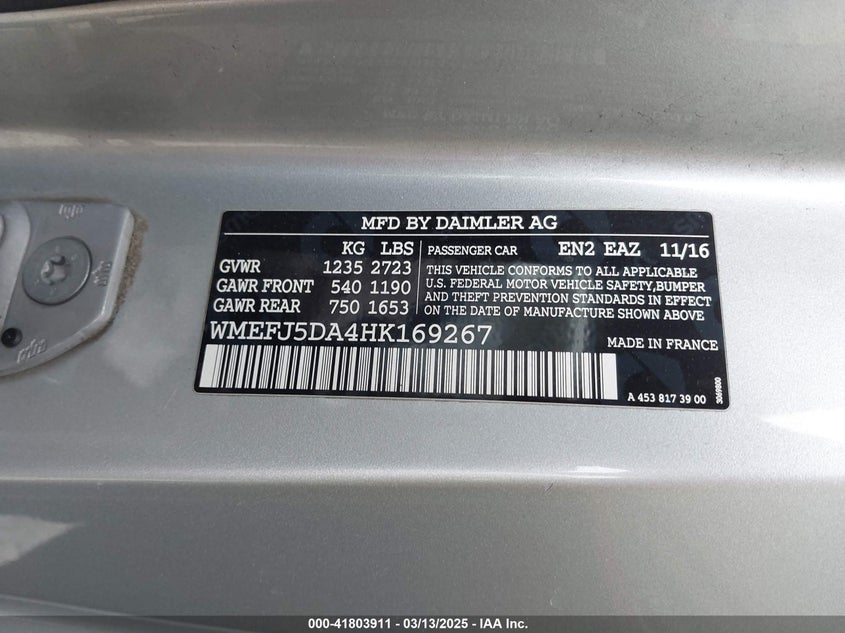 MFD BY DAIMLER AG
KG LBS
GVWR 1235 2723
GAWR FRONT 540 1190
GAWR REAR 750 1653
PASSENGER CAR EN2 EAZ 11/16
THIS VEHICLE CONFORMS TO ALL APPLICABLE
U.S. FEDERAL MOTOR VEHICLE SAFETY,BUMPER
AND THEFT PREVENTION STANDARDS IN EFFECT
ON THE DATE OF MANUFACTURE SHOWN ABOVE
WMEFJ5DA4HK169267
MADE IN FRANCE
A 453 817 39 00
3069800
000-41803911 | 03/13/2025 | IAA Inc.